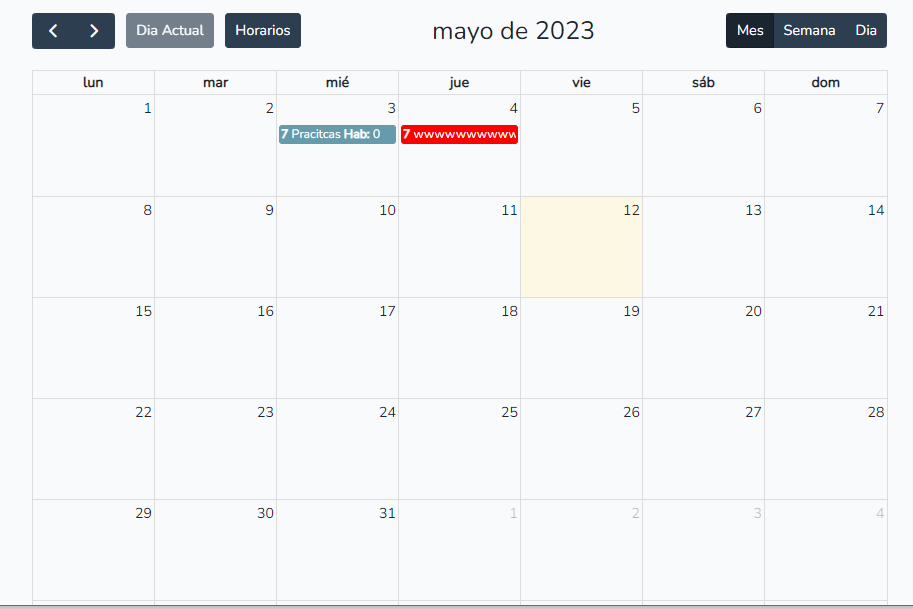 Dia Actual Horarios mayo de 2023 Mes Semana Dia
lun mar mié jue vie sáb dom
1 2 3 4 5 6 7
7 Pracitcas Hab: 0 7 wwwwwwwwww
8 9 10 11 12 13 14
15 16 17 18 19 20 21
22 23 24 25 26 27 28
29 30 31 1 2 3 4